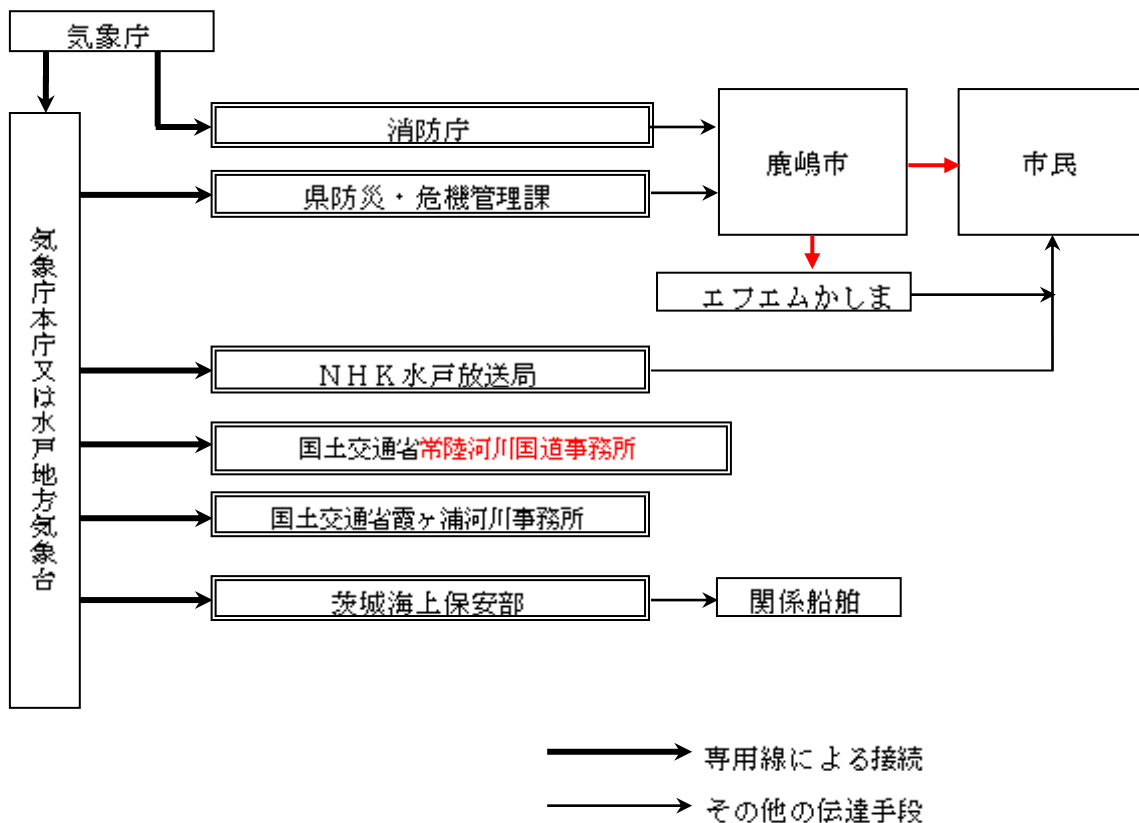 気象庁
消防庁
鹿嶋市
市民
県防災・危機管理課
気象庁本庁又は水戸地方気象台
エフエムかしま
ＮＨＫ水戸放送局
国土交通省常陸河川国道事務所
国土交通省霞ヶ浦河川事務所
茨城海上保安部
関係船舶
専用線による接続
その他の伝達手段